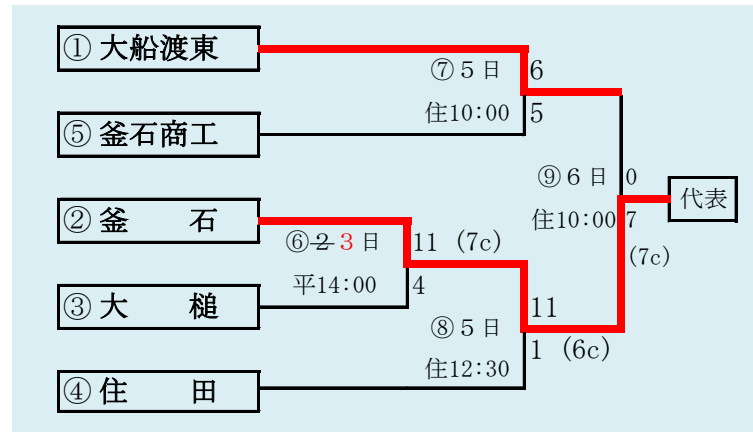 ① 大船渡東
⑦５日
6
住10:00
5
⑤ 釜石商工
⑨６日
0
代表
② 釜　　石
住10:00
7
⑥２３日
11 (7c)
(7c)
平14:00
4
③ 大　　槌
11
⑧５日
1 (6c)
住12:30
④ 住　　田